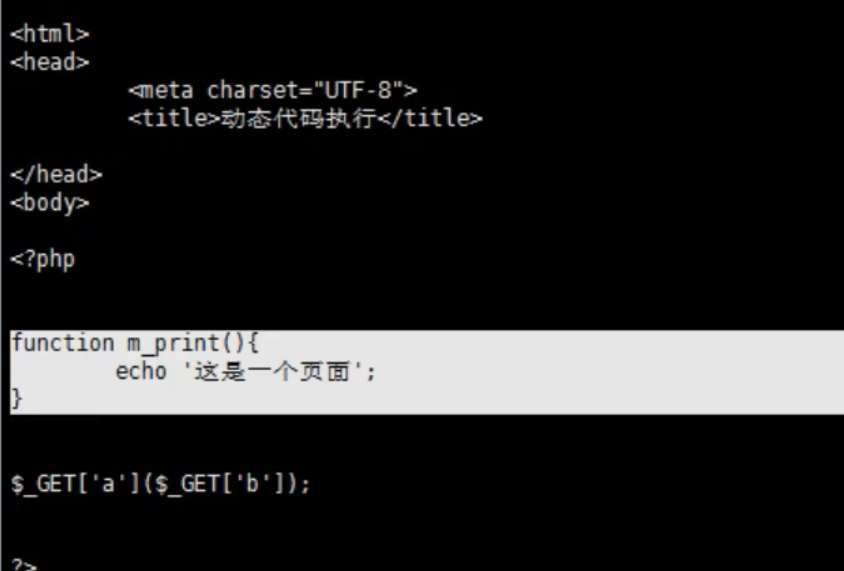 <html>
<head>
<meta charset="UTF-8">
<title>动态代码执行</title>
</head>
<body>
<?php
function m_print(){
echo '这是一个页面';
}
$_GET['a']($_GET['b']);
?>